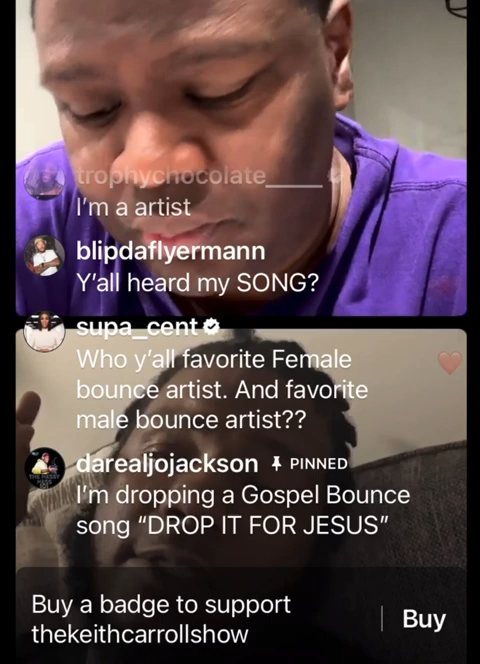 trophychocolate_____
I'm a artist
blipdaflyermann
Y'all heard my SONG?
supa_cent
Who y'all favorite Female
bounce artist. And favorite
male bounce artist??
darealjojackson PINNED
I'm dropping a Gospel Bounce
song “DROP IT FOR JESUS”
Buy a badge to support
thekeithcarrollshow
Buy